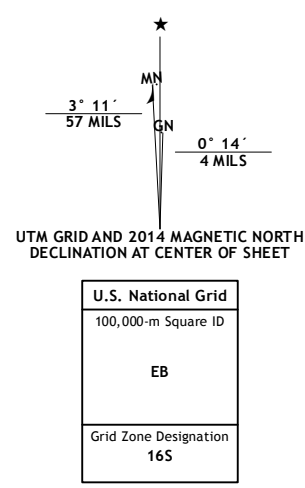 MN
3° 11´
57 MILS
GN
0° 14´
4 MILS
UTM GRID AND 2014 MAGNETIC NORTH
DECLINATION AT CENTER OF SHEET
U.S. National Grid
100,000-m Square ID
EB
Grid Zone Designation
16S